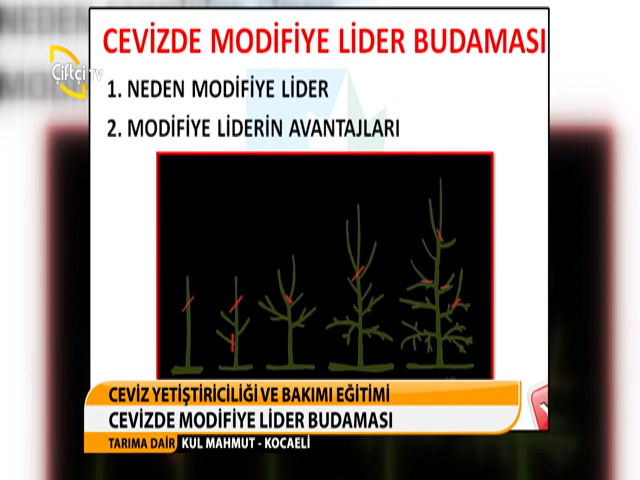 CEVİZDE MODİFİYE LİDER BUDAMASI
Çiftçi tv
1. NEDEN MODİFİYE LİDER
2. MODİFİYE LİDERİN AVANTAJLARI
CEVİZ YETİŞTİRİCİLİĞİ VE BAKIMI EĞİTİMİ
CEVİZDE MODİFİYE LİDER BUDAMASI
TARIMA DAİR KUL MAHMUT - KOCAELİ